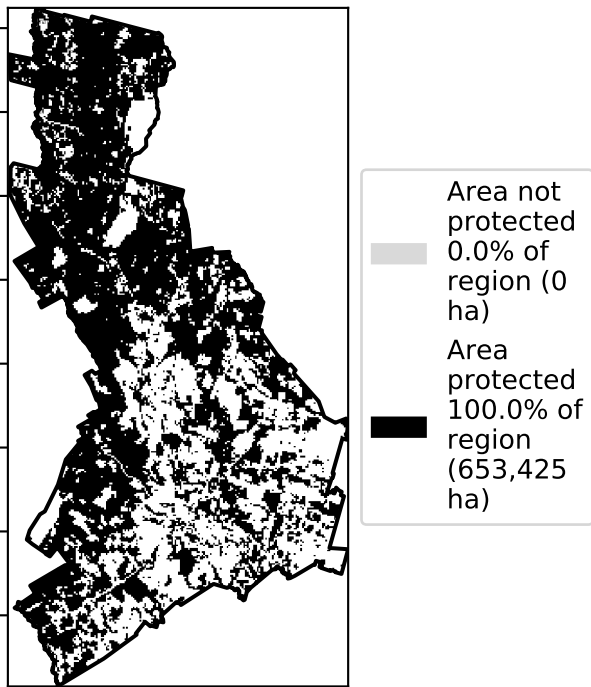 Area not
protected
0.0% of
region (0
ha)
Area
protected
100.0% of
region
(653,425
ha)